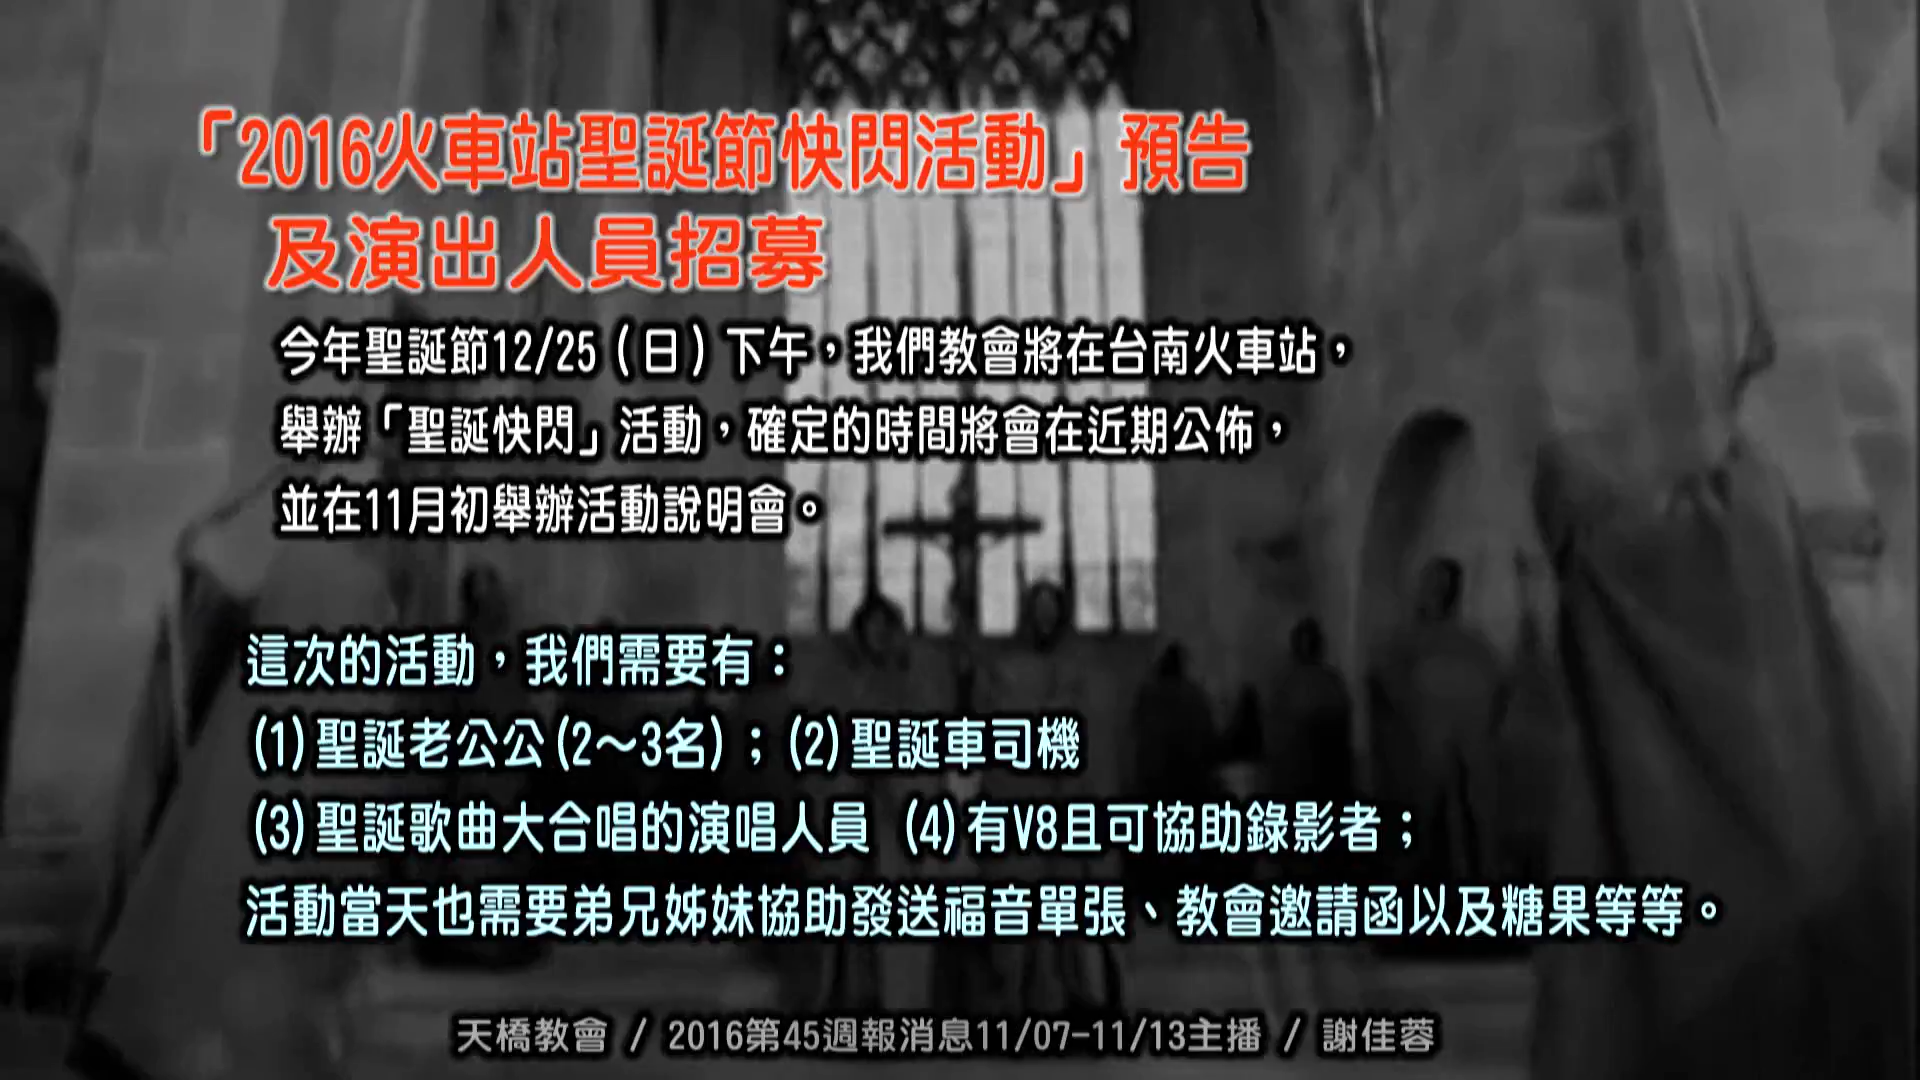 「2016火車站聖誕節快閃活動」預告
及演出人員招募
今年聖誕節12/25（日）下午，我們教會將在台南火車站，
舉辦「聖誕快閃」活動，確定的時間將會在近期公佈，
並在11月初舉辦活動說明會。
這次的活動，我們需要有：
(1)聖誕老公公(2～3名)；(2)聖誕車司機
(3)聖誕歌曲大合唱的演唱人員 (4)有V8且可協助錄影者；
活動當天也需要弟兄姊妹協助發送福音單張、教會邀請函以及糖果等等。
天橋教會 / 2016第45週報消息11/07-11/13主播 / 謝佳蓉